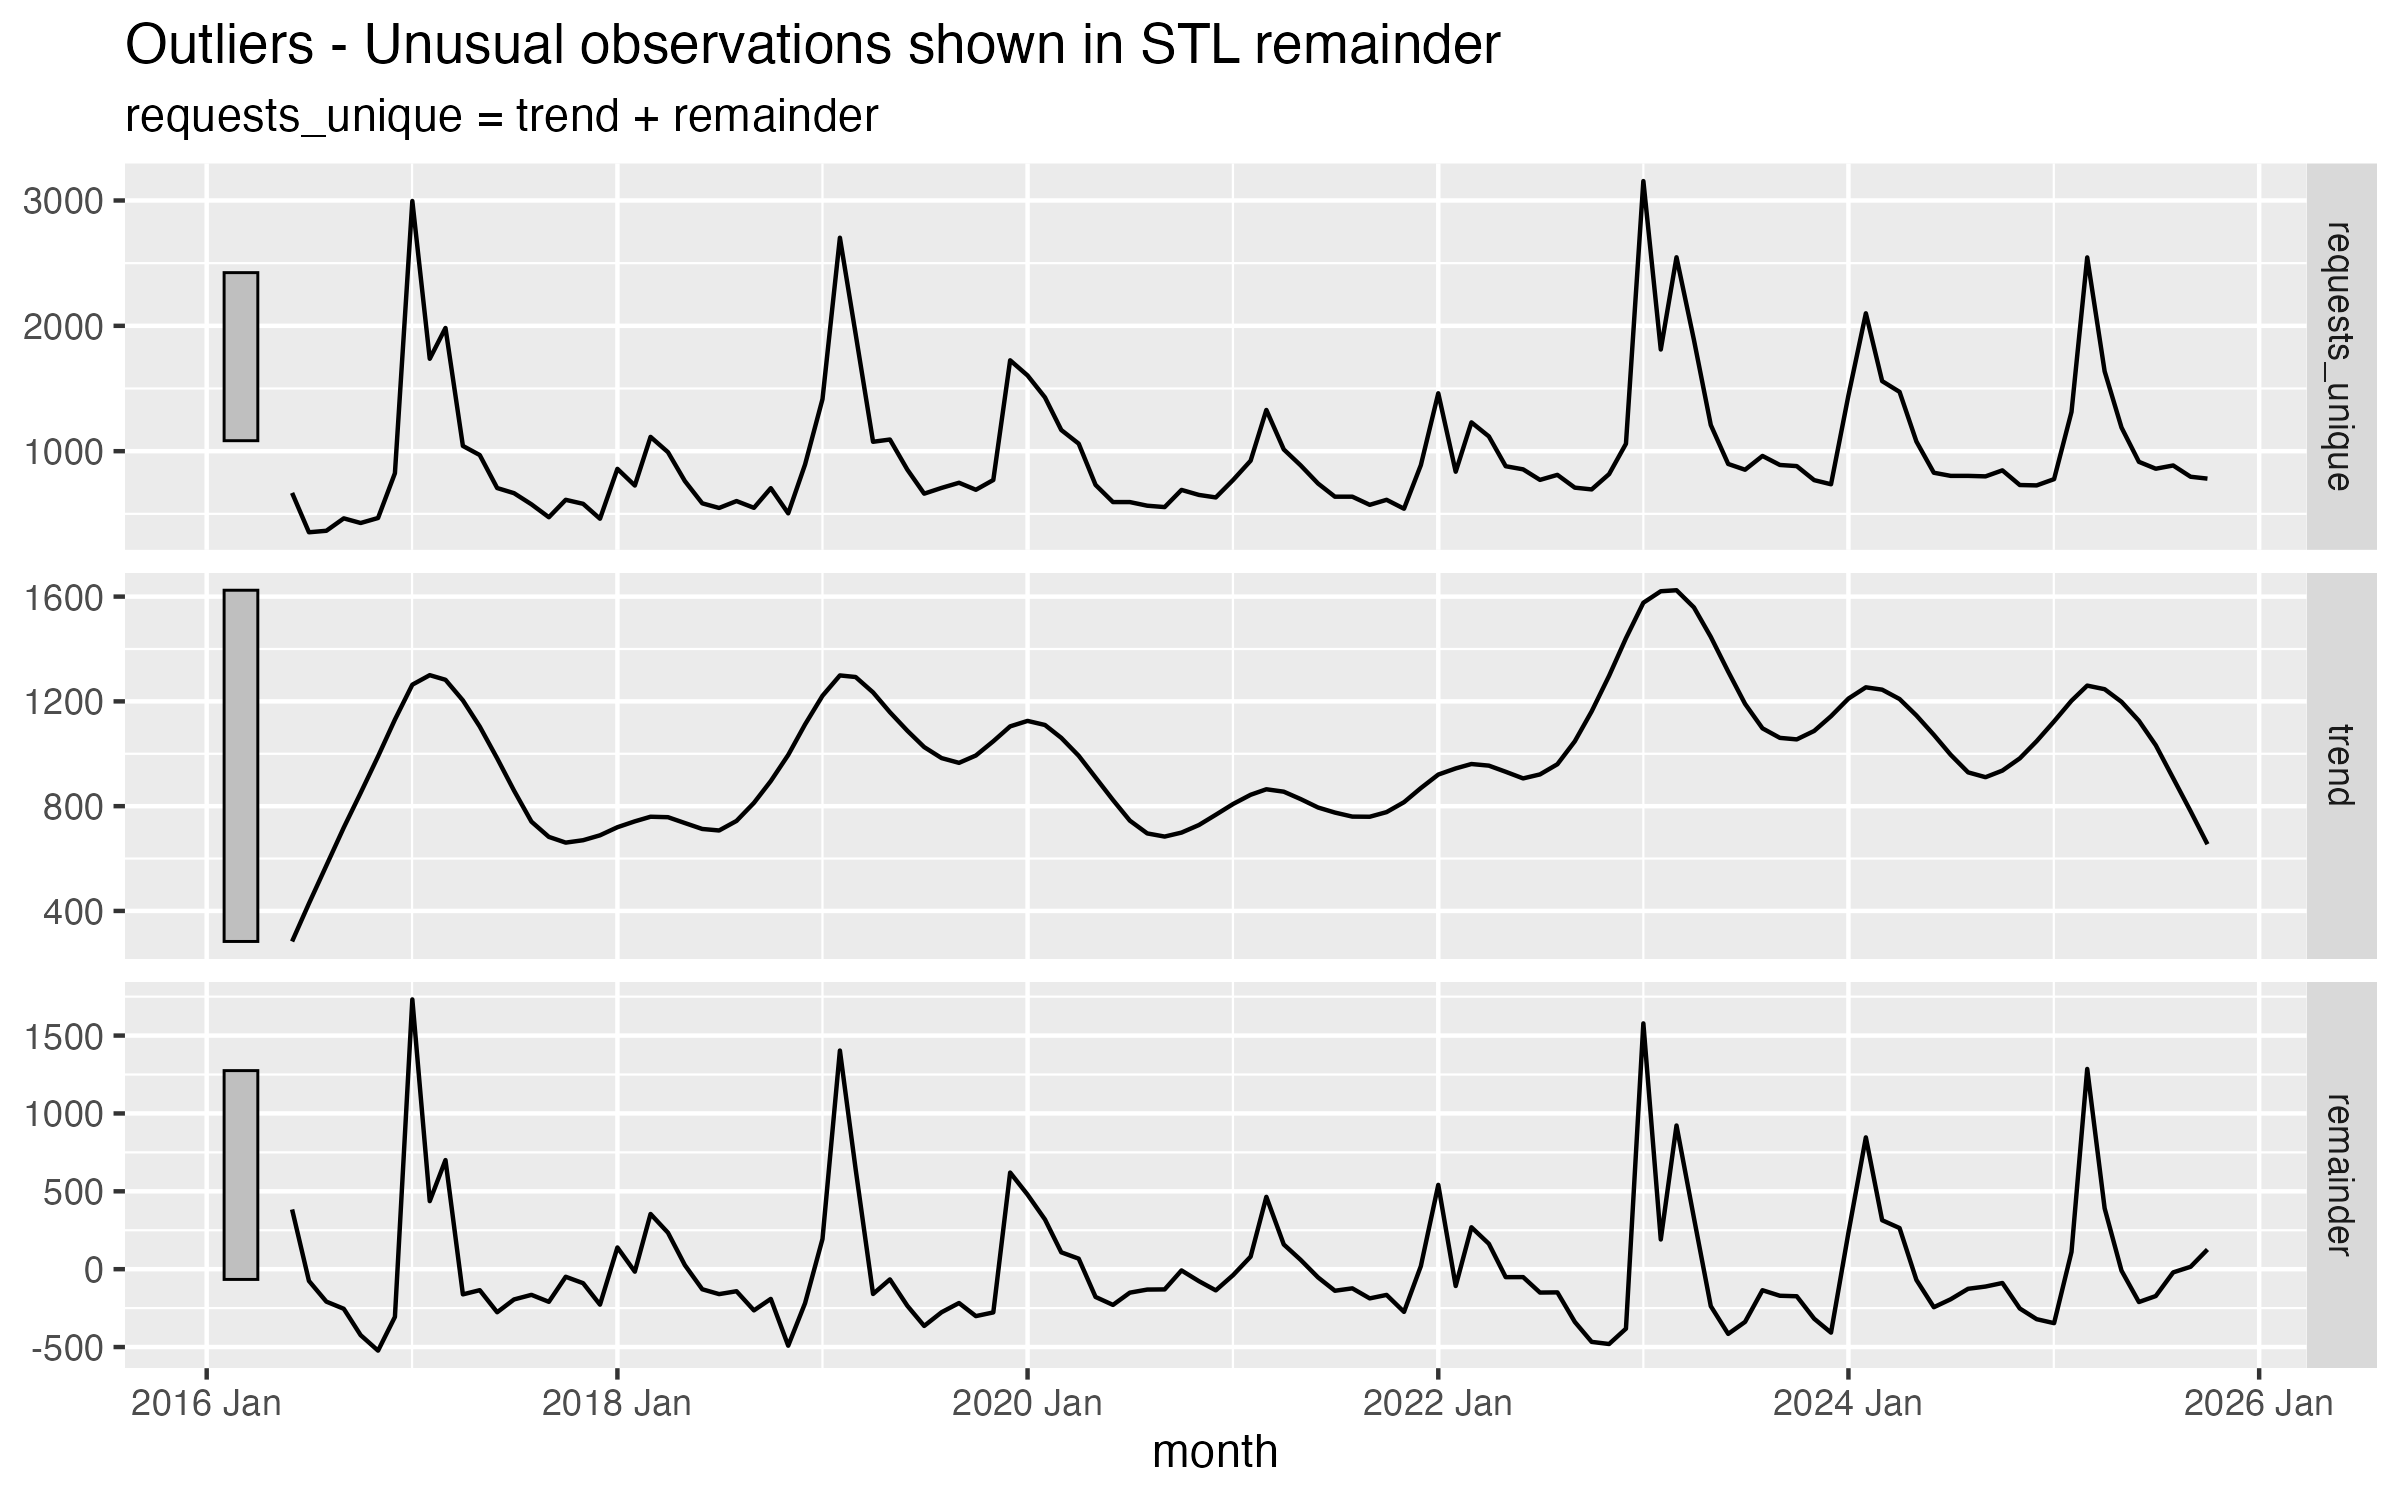 Outliers - Unusual observations shown in STL remainder
requests_unique = trend + remainder
3000
2000
1000
requests_unique
1600
1200
800
400
trend
1500
1000
500
0
-500
remainder
2016 Jan
2018 Jan
2020 Jan
2022 Jan
2024 Jan
2026 Jan
month